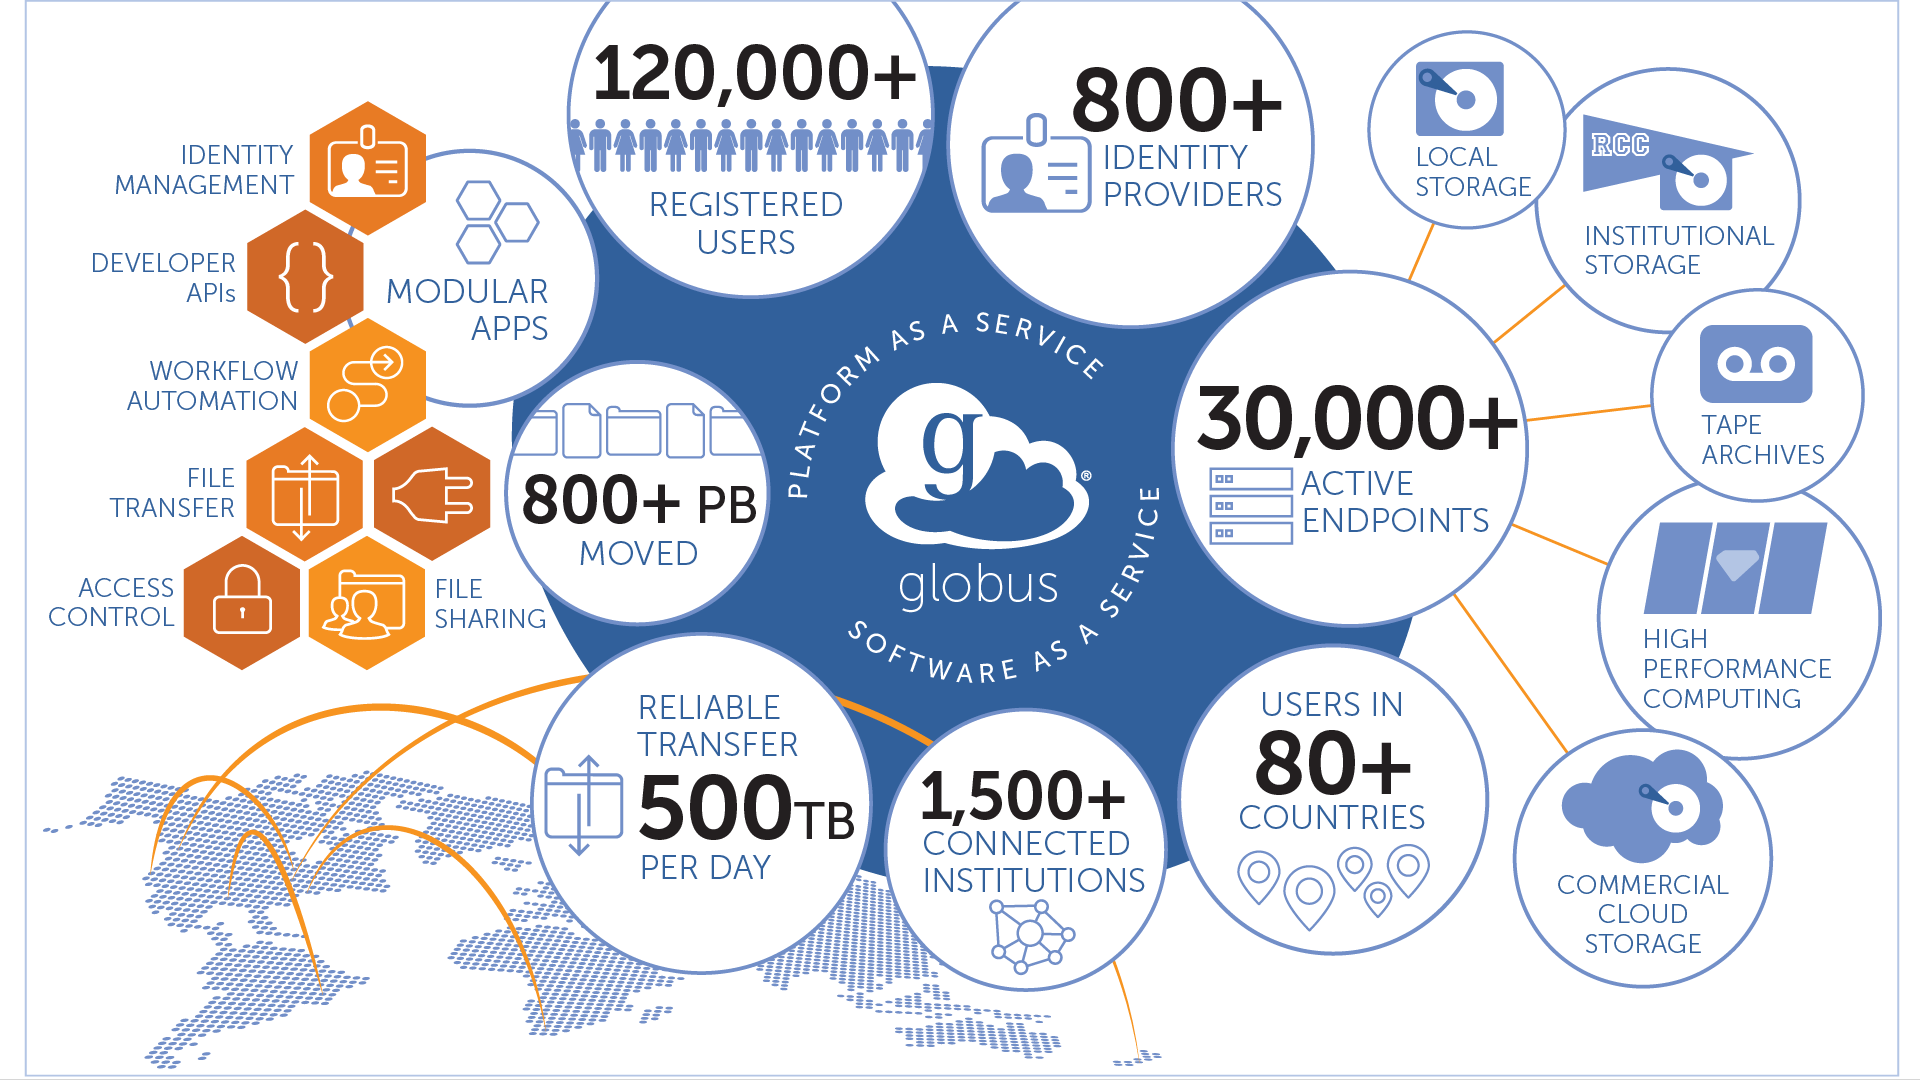 120,000+
REGISTERED
USERS
800+
IDENTITY
PROVIDERS
LOCAL
STORAGE
RCC
INSTITUTIONAL
STORAGE
TAPE
ARCHIVES
HIGH
PERFORMANCE
COMPUTING
COMMERCIAL
CLOUD
STORAGE
30,000+
ACTIVE
ENDPOINTS
IDENTITY
MANAGEMENT
DEVELOPER
APIs
WORKFLOW
AUTOMATION
FILE
TRANSFER
ACCESS
CONTROL
FILE
SHARING
MODULAR
APPS
800+ PB
MOVED
PLATFORM AS A SERVICE
g
®
globus
SOFTWARE AS A SERVICE
RELIABLE
TRANSFER
500TB
PER DAY
1,500+
CONNECTED
INSTITUTIONS
USERS IN
80+
COUNTRIES